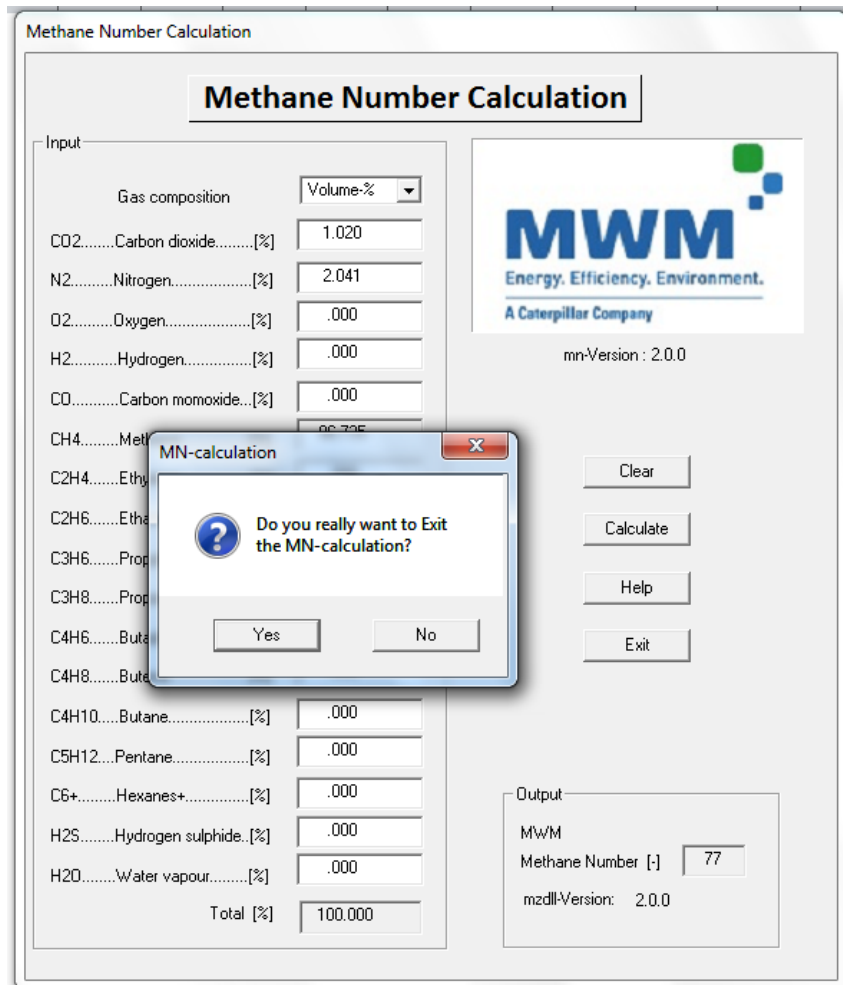 Methane Number Calculation
Methane Number Calculation
Input
Gas composition Volume-%
CO2.......Carbon dioxide.........[%] 1.020
N2.........Nitrogen..................[%] 2.041
O2.........Oxygen...................[%] .000
H2.........Hydrogen...............[%] .000
CO..........Carbon momoxide...[%] .000
CH4........Met
C2H4......Ethy
C2H6......Etha
C3H6.......Prop
C3H8.......Prop
C4H6.......Buta
C4H8.......Bute
C4H10.....Butane..................[%] .000
C5H12....Pentane.................[%] .000
C6+.........Hexanes+..............[%] .000
H2S........Hydrogen sulphide..[%] .000
H2O........Water vapour.........[%] .000
Total [%] 100.000
MN-calculation
Do you really want to Exit
the MN-calculation?
Yes No
MWM
Energy. Efficiency. Environment.
A Caterpillar Company
mn-Version : 2.0.0
Clear
Calculate
Help
Exit
Output
MWM
Methane Number [-] 77
mzdll-Version: 2.0.0